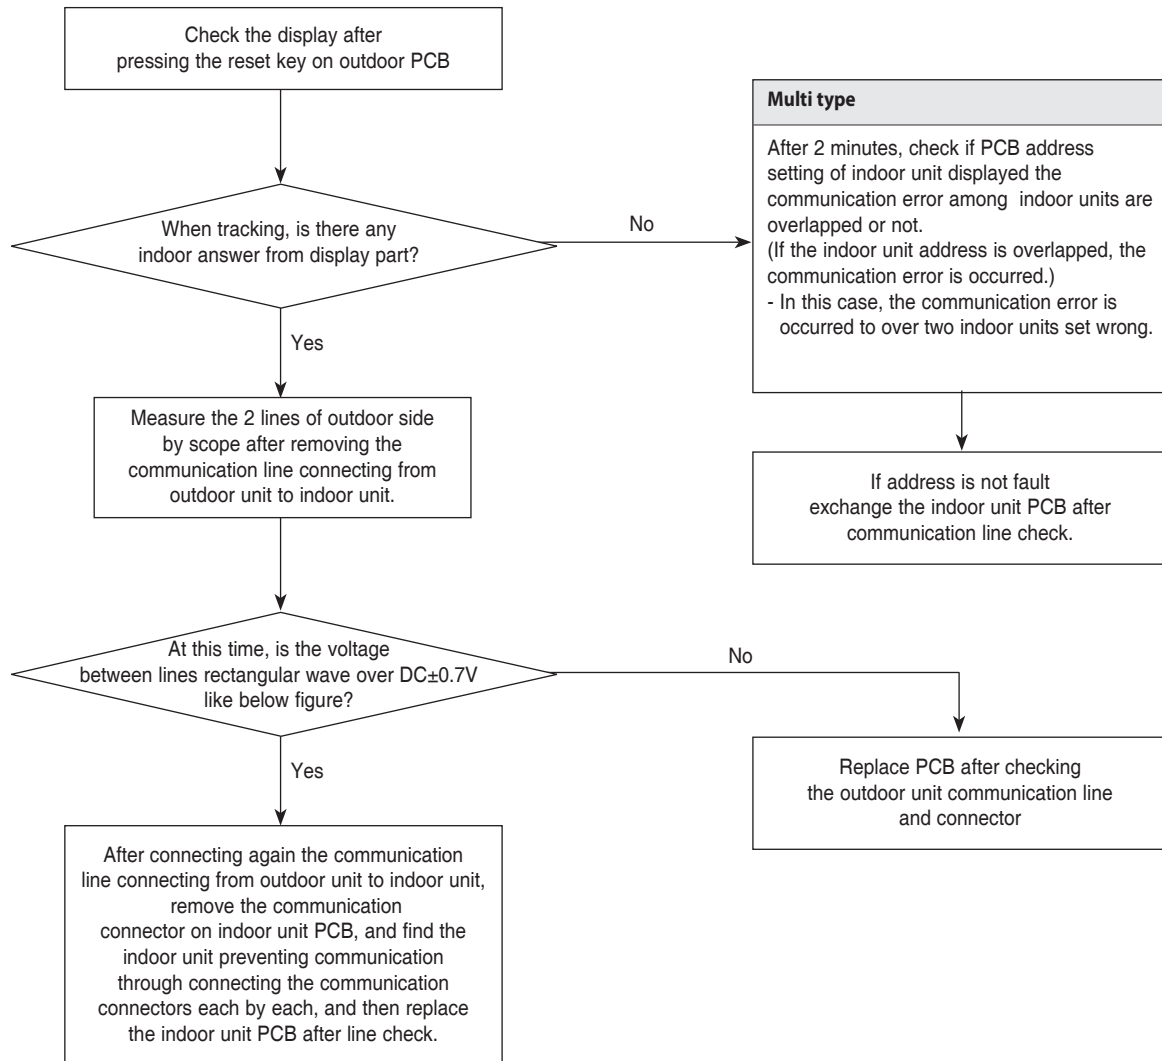 Check the display after
pressing the reset key on outdoor PCB
When tracking, is there any
indoor answer from display part?
No
Multi type
After 2 minutes, check if PCB address
setting of indoor unit displayed the
communication error among indoor units are
overlapped or not.
(If the indoor unit address is overlapped, the
communication error is occurred.)
- In this case, the communication error is
occurred to over two indoor units set wrong.
Yes
Measure the 2 lines of outdoor side
by scope after removing the
communication line connecting from
outdoor unit to indoor unit.
If address is not fault
exchange the indoor unit PCB after
communication line check.
At this time, is the voltage
between lines rectangular wave over DC±0.7V
like below figure?
No
Yes
Replace PCB after checking
the outdoor unit communication line
and connector
After connecting again the communication
line connecting from outdoor unit to indoor unit,
remove the communication
connector on indoor unit PCB, and find the
indoor unit preventing communication
through connecting the communication
connectors each by each, and then replace
the indoor unit PCB after line check.